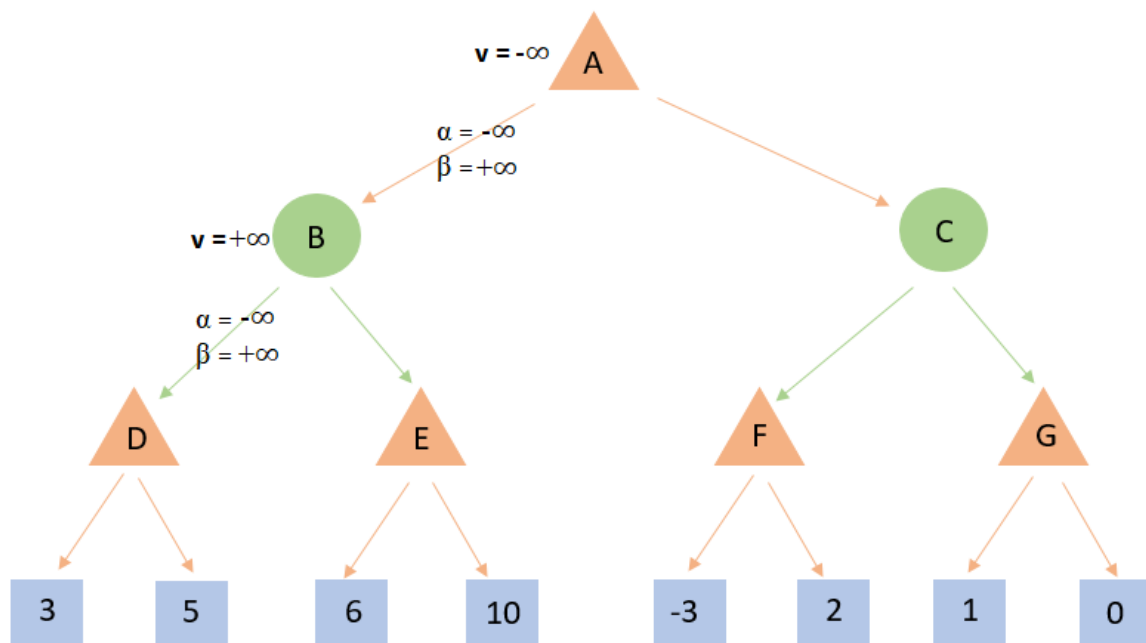 A
v = -∞
α = -∞
β = +∞
B
v = +∞
C
α = -∞
β = +∞
D
E
F
G
3
5
6
10
-3
2
1
0